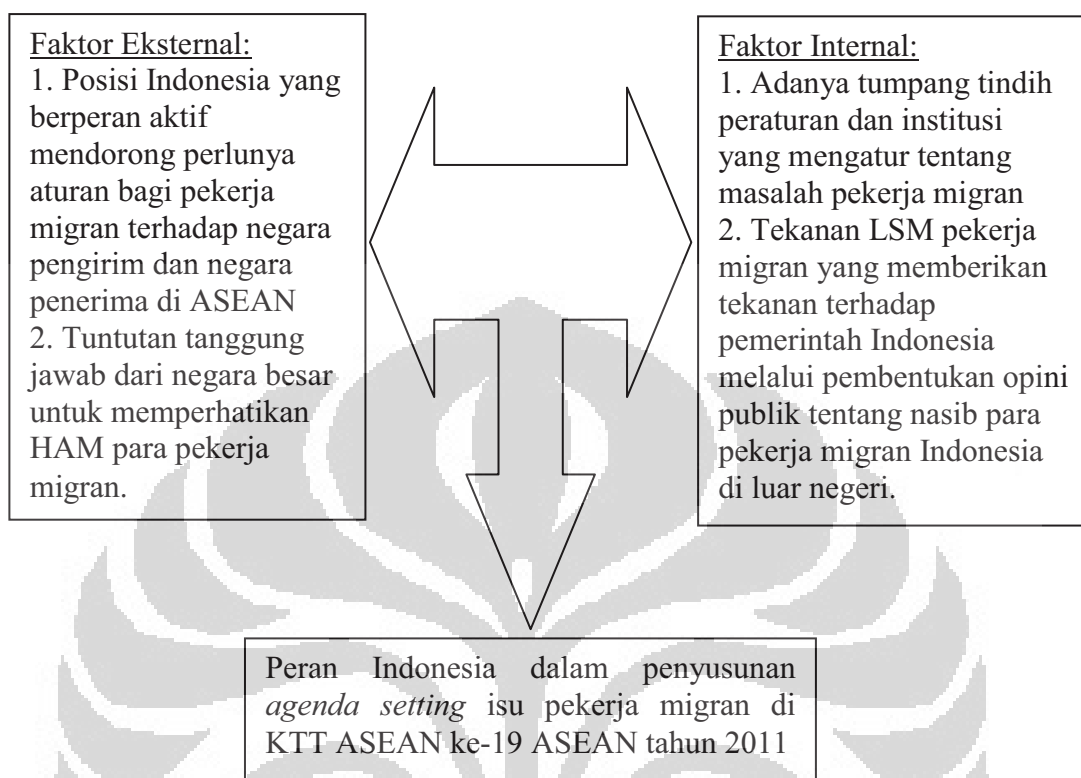 Faktor Eksternal:
1. Posisi Indonesia yang
berperan aktif
mendorong perlunya
aturan bagi pekerja
migran terhadap negara
pengirim dan negara
penerima di ASEAN
2. Tuntutan tanggung
jawab dari negara besar
untuk memperhatikan
HAM para pekerja
migran.
Faktor Internal:
1. Adanya tumpang tindih
peraturan dan institusi
yang mengatur tentang
masalah pekerja migran
2. Tekanan LSM pekerja
migran yang memberikan
tekanan terhadap
pemerintah Indonesia
melalui pembentukan opini
publik tentang nasib para
pekerja migran Indonesia
di luar negeri.
Peran Indonesia dalam penyusunan
agenda setting isu pekerja migran di
KTT ASEAN ke-19 ASEAN tahun 2011